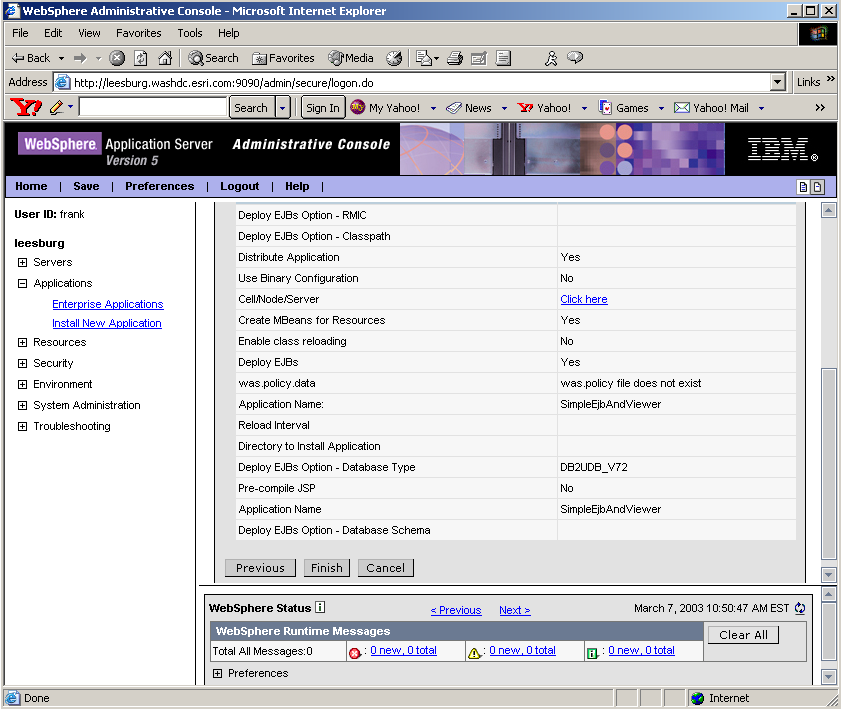 WebSphere Administrative Console - Microsoft Internet Explorer
File Edit View Favorites Tools Help
Back Search Favorites Media
Address http://leesburg.washdc.esri.com:9090/admin/secure/logon.do Links »
Y! Search Sign In My Yahoo! News Yahoo! Games Yahoo! Mail »
WebSphere. Application Server Administrative Console IBM.®
Version 5
Home | Save | Preferences | Logout | Help |
User ID: frank
leesburg
Servers
Applications
Enterprise Applications
Install New Application
Resources
Security
Environment
System Administration
Troubleshooting
Deploy EJBs Option - RMIC
Deploy EJBs Option - Classpath
Distribute Application Yes
Use Binary Configuration No
Cell/Node/Server Click here
Create MBeans for Resources Yes
Enable class reloading No
Deploy EJBs Yes
was.policy.data was.policy file does not exist
Application Name: SimpleEjbAndViewer
Reload Interval
Directory to Install Application
Deploy EJBs Option - Database Type DB2UDB_V72
Pre-compile JSP No
Application Name SimpleEjbAndViewer
Deploy EJBs Option - Database Schema
Previous Finish Cancel
WebSphere Status i < Previous Next > March 7, 2003 10:50:47 AM EST
WebSphere Runtime Messages Clear All
Total All Messages:0 : 0 new, 0 total : 0 new, 0 total : 0 new, 0 total
Preferences
Done Internet